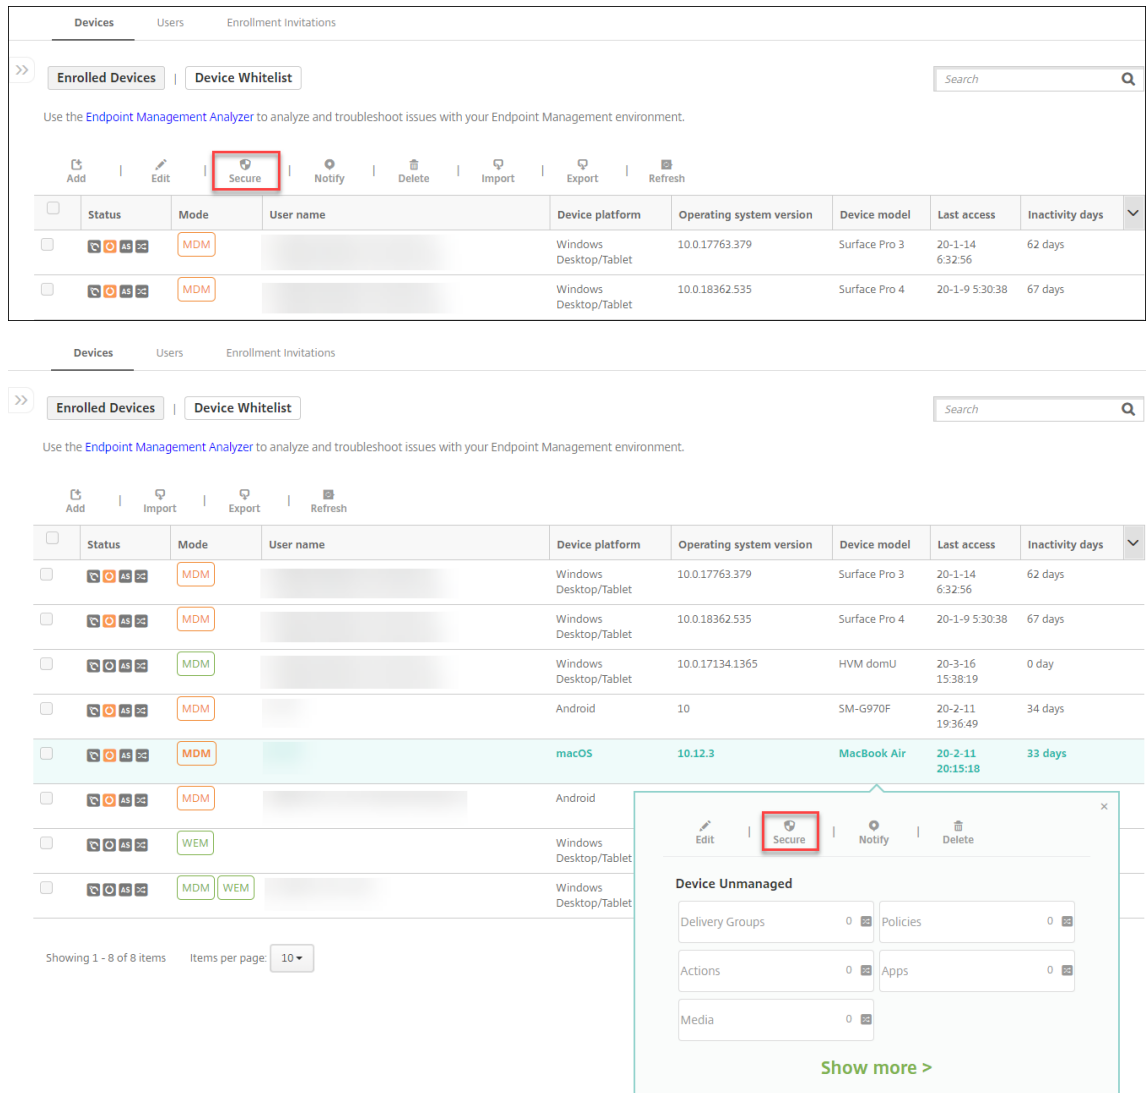 Devices Users Enrollment Invitations
Enrolled Devices | Device Whitelist Search
Use the Endpoint Management Analyzer to analyze and troubleshoot issues with your Endpoint Management environment.
Add | Edit | Secure | Notify | Delete | Import | Export | Refresh
Status Mode User name Device platform Operating system version Device model Last access Inactivity days
AS MDM Windows 10.0.17763.379 Surface Pro 3 20-1-14 62 days
Desktop/Tablet 6:32:56
AS MDM Windows 10.0.18362.535 Surface Pro 4 20-1-9 5:30:38 67 days
Desktop/Tablet
Devices Users Enrollment Invitations
Enrolled Devices | Device Whitelist Search
Use the Endpoint Management Analyzer to analyze and troubleshoot issues with your Endpoint Management environment.
Add | Import | Export | Refresh
Status Mode User name Device platform Operating system version Device model Last access Inactivity days
AS MDM Windows 10.0.17763.379 Surface Pro 3 20-1-14 62 days
Desktop/Tablet 6:32:56
AS MDM Windows 10.0.18362.535 Surface Pro 4 20-1-9 5:30:38 67 days
Desktop/Tablet
AS MDM Windows 10.0.17134.1365 HVM domU 20-3-16 0 day
Desktop/Tablet 15:38:19
AS MDM Android 10 SM-G970F 20-2-11 34 days
19:36:49
AS MDM macOS 10.12.3 MacBook Air 20-2-11 33 days
20:15:18
AS MDM Android
AS WEM Windows
Desktop/Tablet
AS MDM WEM Windows
Desktop/Tablet
Showing 1 - 8 of 8 items Items per page: 10
×
Edit | Secure | Notify | Delete
Device Unmanaged
Delivery Groups 0 Policies 0
Actions 0 Apps 0
Media 0
Show more >